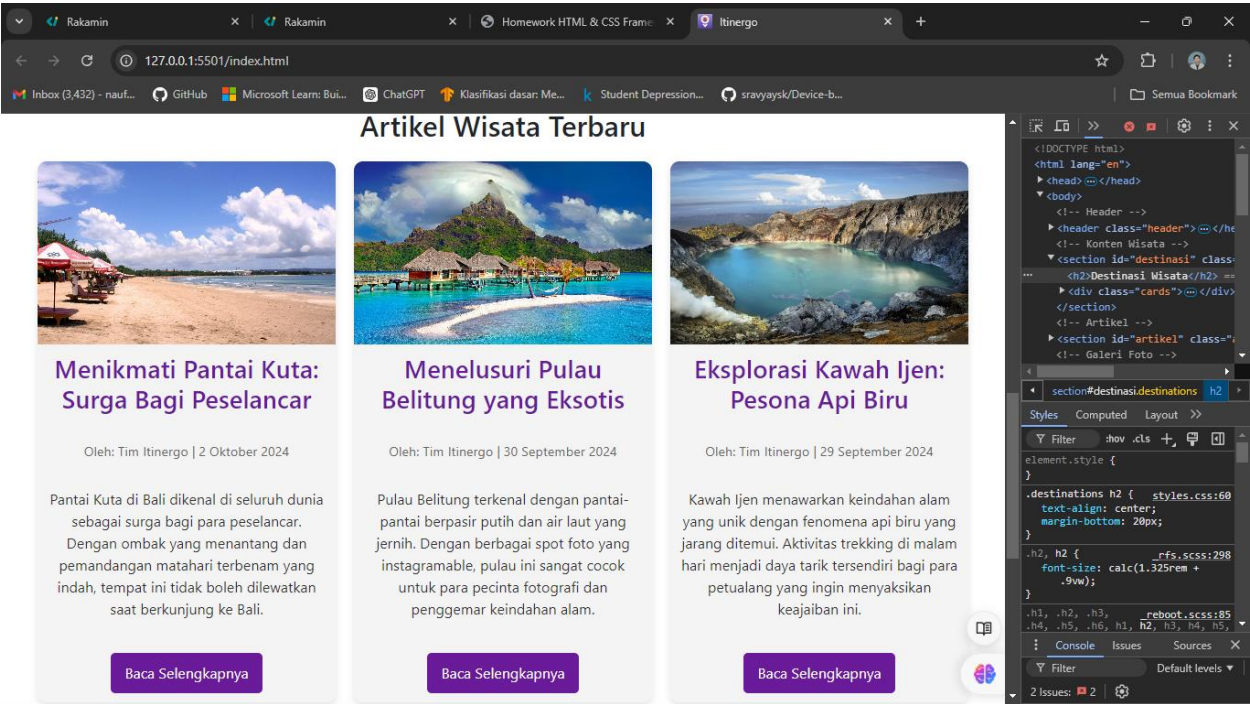 Rakamin
Rakamin
Homework HTML & CSS Frame
Itinergo
127.0.0.1:5501/index.html
Inbox (3,432) - nauf...
GitHub
Microsoft Learn: Bui...
ChatGPT
Klasifikasi dasar: Me...
Student Depression...
sravyaysk/Device-b...
Semua Bookmark
Artikel Wisata Terbaru
Menikmati Pantai Kuta:
Surga Bagi Peselancar
Oleh: Tim Itinergo | 2 Oktober 2024
Pantai Kuta di Bali dikenal di seluruh dunia
sebagai surga bagi para peselancar.
Dengan ombak yang menantang dan
pemandangan matahari terbenam yang
indah, tempat ini tidak boleh dilewatkan
saat berkunjung ke Bali.
Baca Selengkapnya
Menelusuri Pulau
Belitung yang Eksotis
Oleh: Tim Itinergo | 30 September 2024
Pulau Belitung terkenal dengan pantai-
pantai berpasir putih dan air laut yang
jernih. Dengan berbagai spot foto yang
instagramable, pulau ini sangat cocok
untuk para pecinta fotografi dan
penggemar keindahan alam.
Baca Selengkapnya
Eksplorasi Kawah Ijen:
Pesona Api Biru
Oleh: Tim Itinergo | 29 September 2024
Kawah Ijen menawarkan keindahan alam
yang unik dengan fenomena api biru yang
jarang ditemui. Aktivitas trekking di malam
hari menjadi daya tarik tersendiri bagi para
petualang yang ingin menyaksikan
keajaiban ini.
Baca Selengkapnya
<!DOCTYPE html>
<html lang="en">
<head> ... </head>
<body>
<!-- Header -->
<header class="header"> ... </he
<!-- Konten Wisata -->
<section id="destinasi" class=
... <h2>Destinasi Wisata</h2> ==
<div class="cards"> ... </div>
</section>
<!-- Artikel -->
<section id="artikel" class="a
<!-- Galeri Foto -->
section#destinasi.destinations h2
Styles Computed Layout >>
Filter :hov .cls +
element.style {
}
.destinations h2 { styles.css:60
text-align: center;
margin-bottom: 20px;
}
.h2, h2 { _rfs.scss:298
font-size: calc(1.325rem +
.9vw);
}
.h1, .h2, .h3, _reboot.scss:85
.h4, .h5, .h6, h1, h2, h3, h4, h5,
Console Issues Sources
Filter Default levels
2 Issues: 2